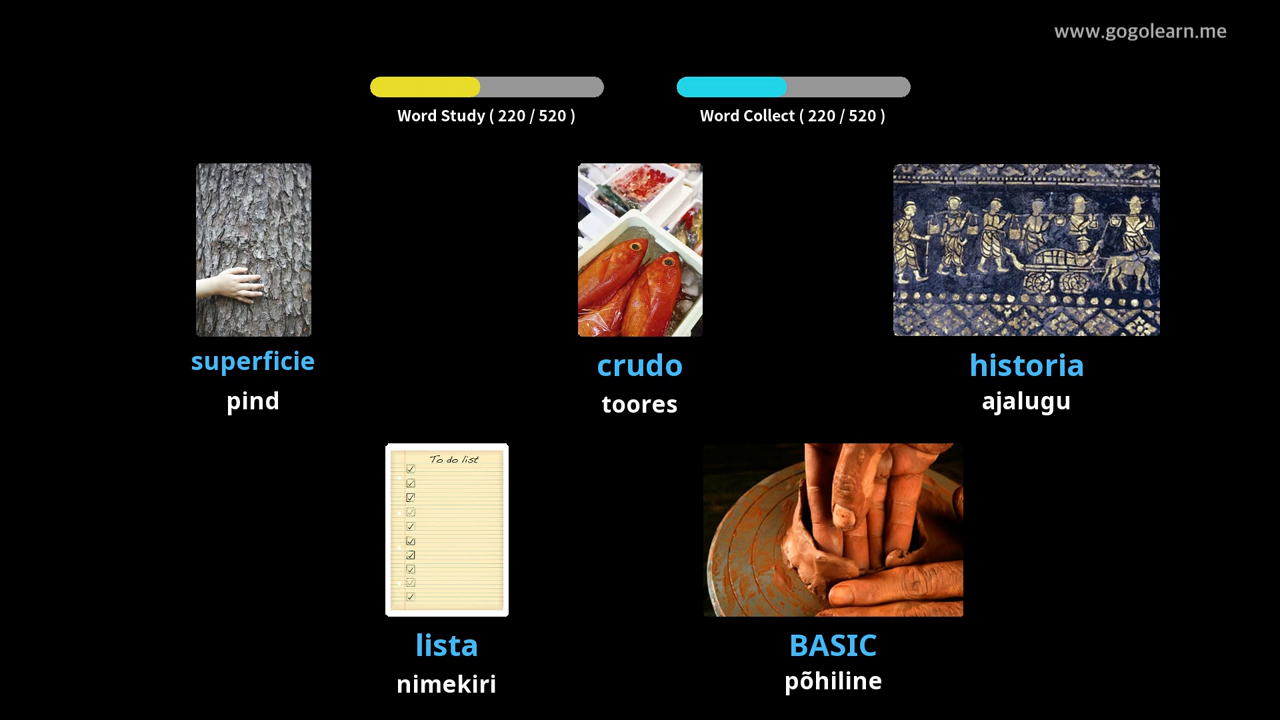 www.gogolearn.me
Word Study ( 220 / 520 )
Word Collect ( 220 / 520 )
superficie
pind
crudo
toores
historia
ajalugu
To do list
lista
nimekiri
BASIC
põhiline